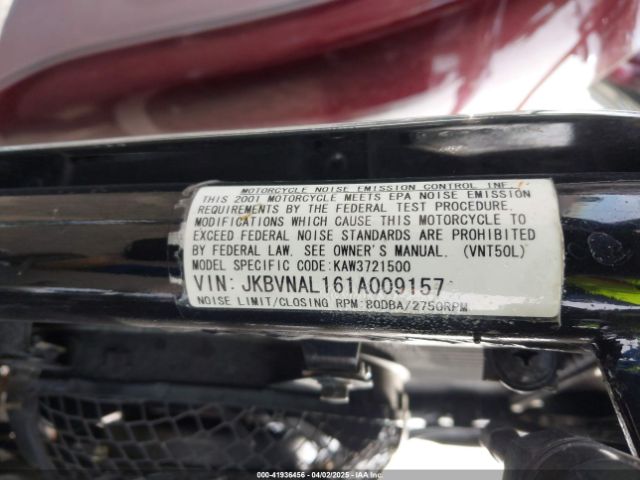 MOTORCYCLE NOISE EMISSION CONTROL INF.
THIS 2001 MOTORCYCLE MEETS EPA NOISE EMISSION
REQUIREMENTS BY THE FEDERAL TEST PROCEDURE.
MODIFICATIONS WHICH CAUSE THIS MOTORCYCLE TO
EXCEED FEDERAL NOISE STANDARDS ARE PROHIBITED
BY FEDERAL LAW. SEE OWNER'S MANUAL. (VNT50L)
MODEL SPECIFIC CODE:KAW3721500
VIN: JKBVNAL161A009157
NOISE LIMIT/CLOSING RPM:80DBA/2750RPM
000-41936456 - 04/02/2025 - IAAI.COM